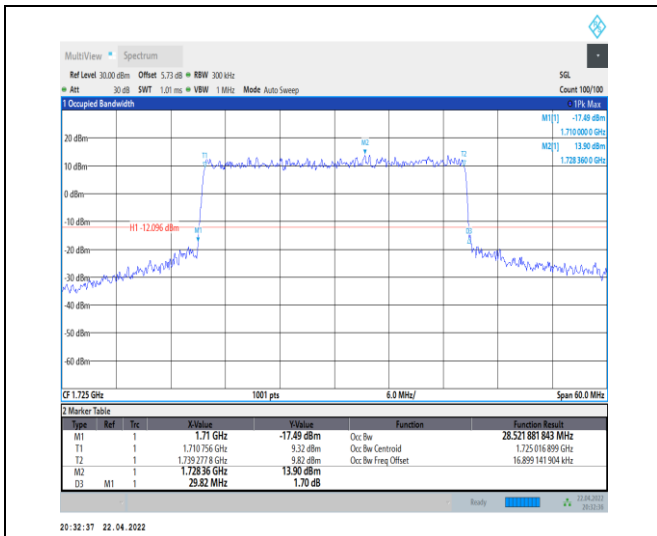 MultiView Spectrum
Ref Level 30.00 dBm Offset 5.73 dB RBW 300 kHz SGL
Att 30 dB SWT 1.01 ms VBW 1 MHz Mode Auto Sweep Count 100/100
1 Occupied Bandwidth 1Pk Max
M1[1] -17.49 dBm
1.710 000 0 GHz
M2[1] 13.90 dBm
1.728 360 0 GHz
20 dBm
M2
T1
T2
10 dBm
0 dBm
-10 dBm
H1 -12.096 dBm
M1
D3
-20 dBm
-30 dBm
-40 dBm
-50 dBm
-60 dBm
CF 1.725 GHz 1001 pts 6.0 MHz/ Span 60.0 MHz
2 Marker Table
Type Ref Trc X-Value Y-Value Function Function Result
M1 1 1.71 GHz -17.49 dBm Occ Bw 28.521 881 843 MHz
T1 1 1.710 756 GHz 9.32 dBm Occ Bw Centroid 1.725 016 899 GHz
T2 1 1.739 277 8 GHz 9.82 dBm Occ Bw Freq Offset 16.899 141 904 kHz
M2 1 1.728 36 GHz 13.90 dBm
D3 M1 1 29.82 MHz 1.70 dB
Ready 22.04.2022
20:32:38
20:32:37 22.04.2022